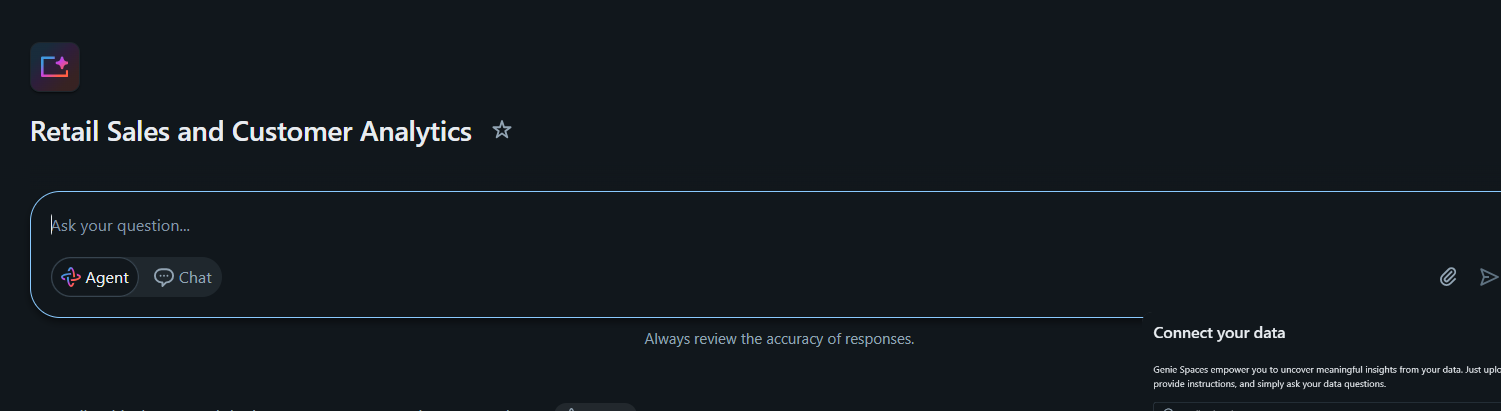 Retail Sales and Customer Analytics
Ask your question...
Agent
Chat
Always review the accuracy of responses.
Connect your data
Genie Spaces empower you to uncover meaningful insights from your data. Just
provide instructions, and simply ask your data questions.